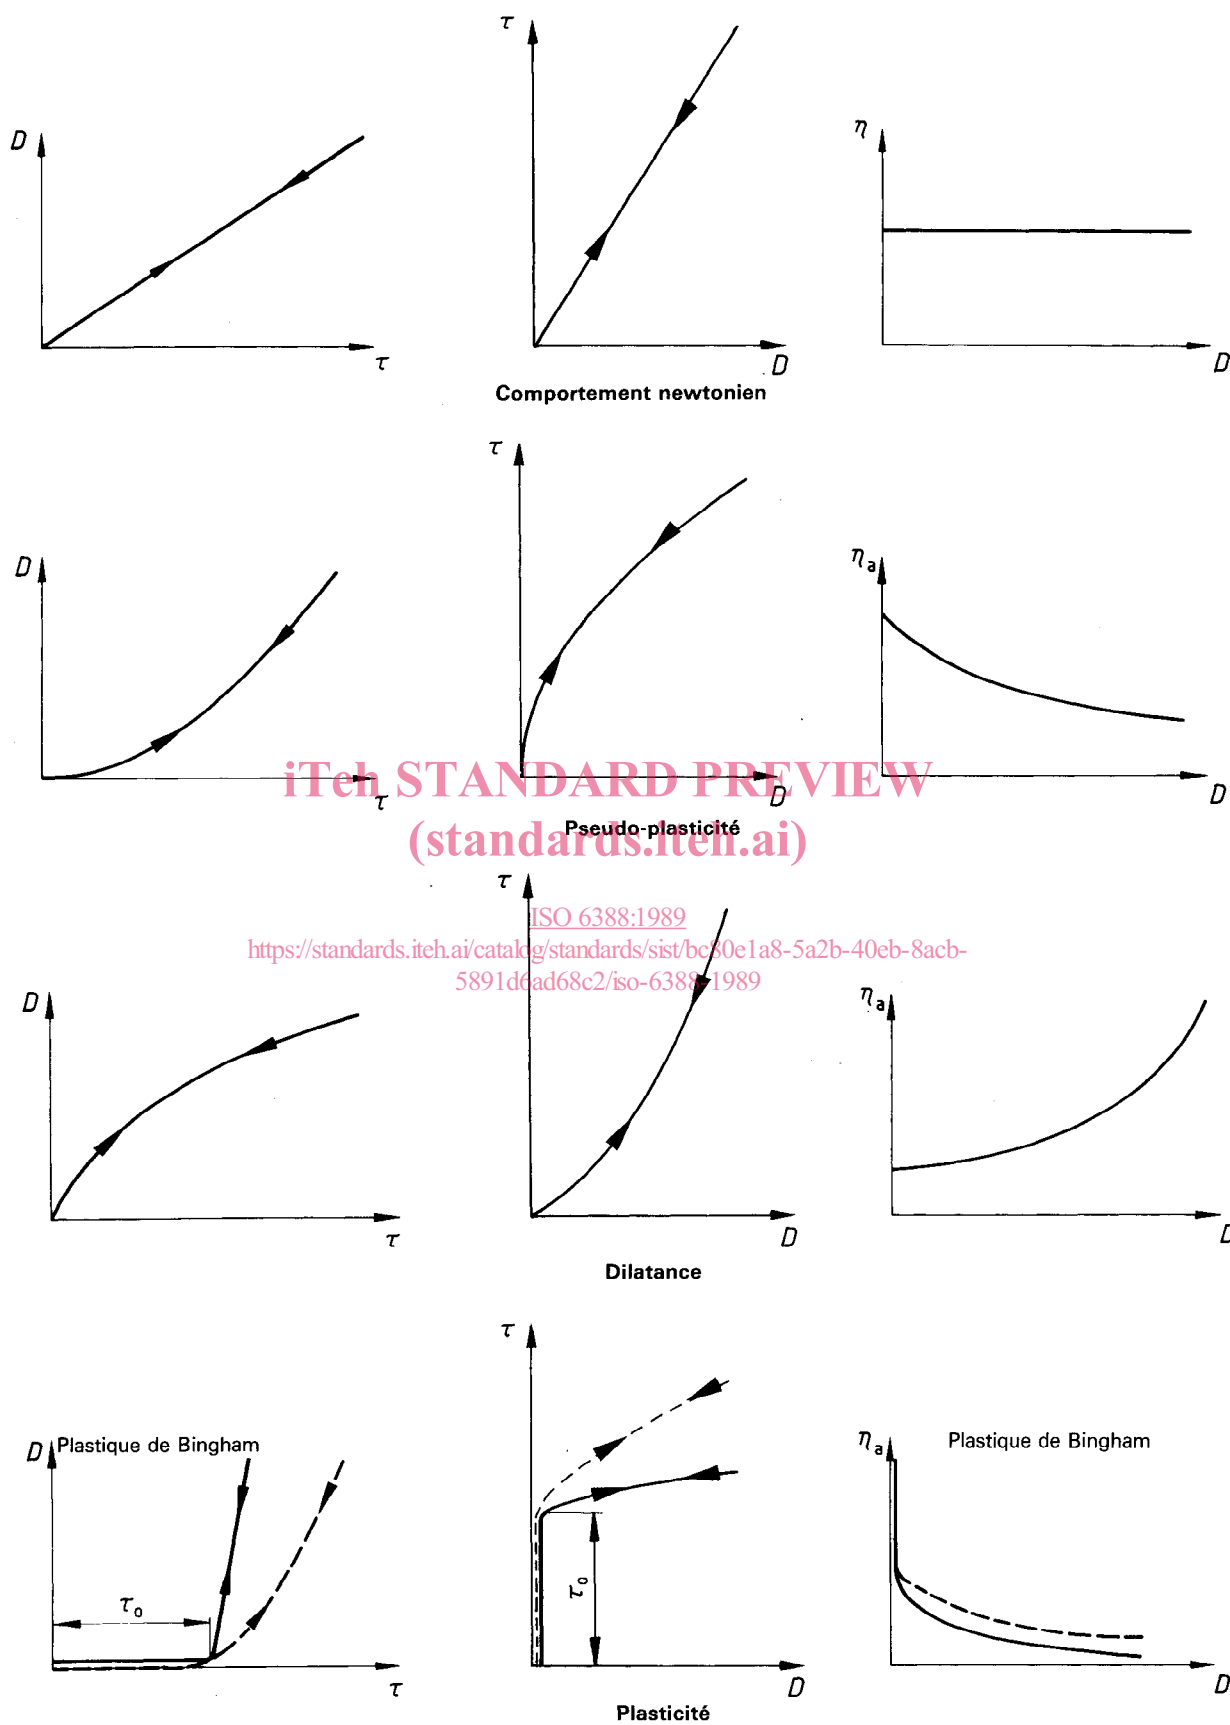 τ
D
η
τ
D
D
Comportement newtonien
τ
D
ηa
τ
D
D
iTeh STANDARD PREVIEW
Pseudo-plasticité
(standards.iteh.ai)
τ
ISO 6388:1989
https://standards.iteh.ai/catalog/standards/sist/bc80e1a8-5a2b-40eb-8acb-
5891d6ad68c2/iso-6388-1989
D
ηa
τ
D
D
Dilatance
τ
D
Plastique de Bingham
ηa
Plastique de Bingham
τo
τo
τ
D
D
Plasticité